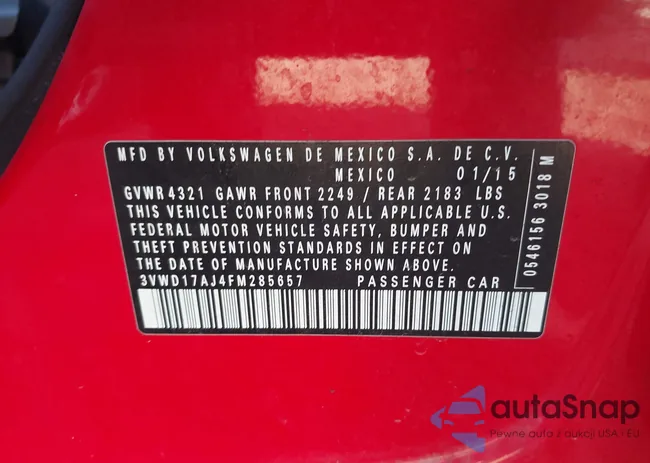 MFD BY VOLKSWAGEN DE MEXICO S.A. DE C.V.
MEXICO 01/15
GVWR 4321 GAWR FRONT 2249 / REAR 2183 LBS
THIS VEHICLE CONFORMS TO ALL APPLICABLE U.S.
FEDERAL MOTOR VEHICLE SAFETY, BUMPER AND
THEFT PREVENTION STANDARDS IN EFFECT ON
THE DATE OF MANUFACTURE SHOWN ABOVE.
3VWD17AJ4FM285657 PASSENGER CAR
0546156 3018 M
autaSnap
Pewne auta z aukcji USA - EU